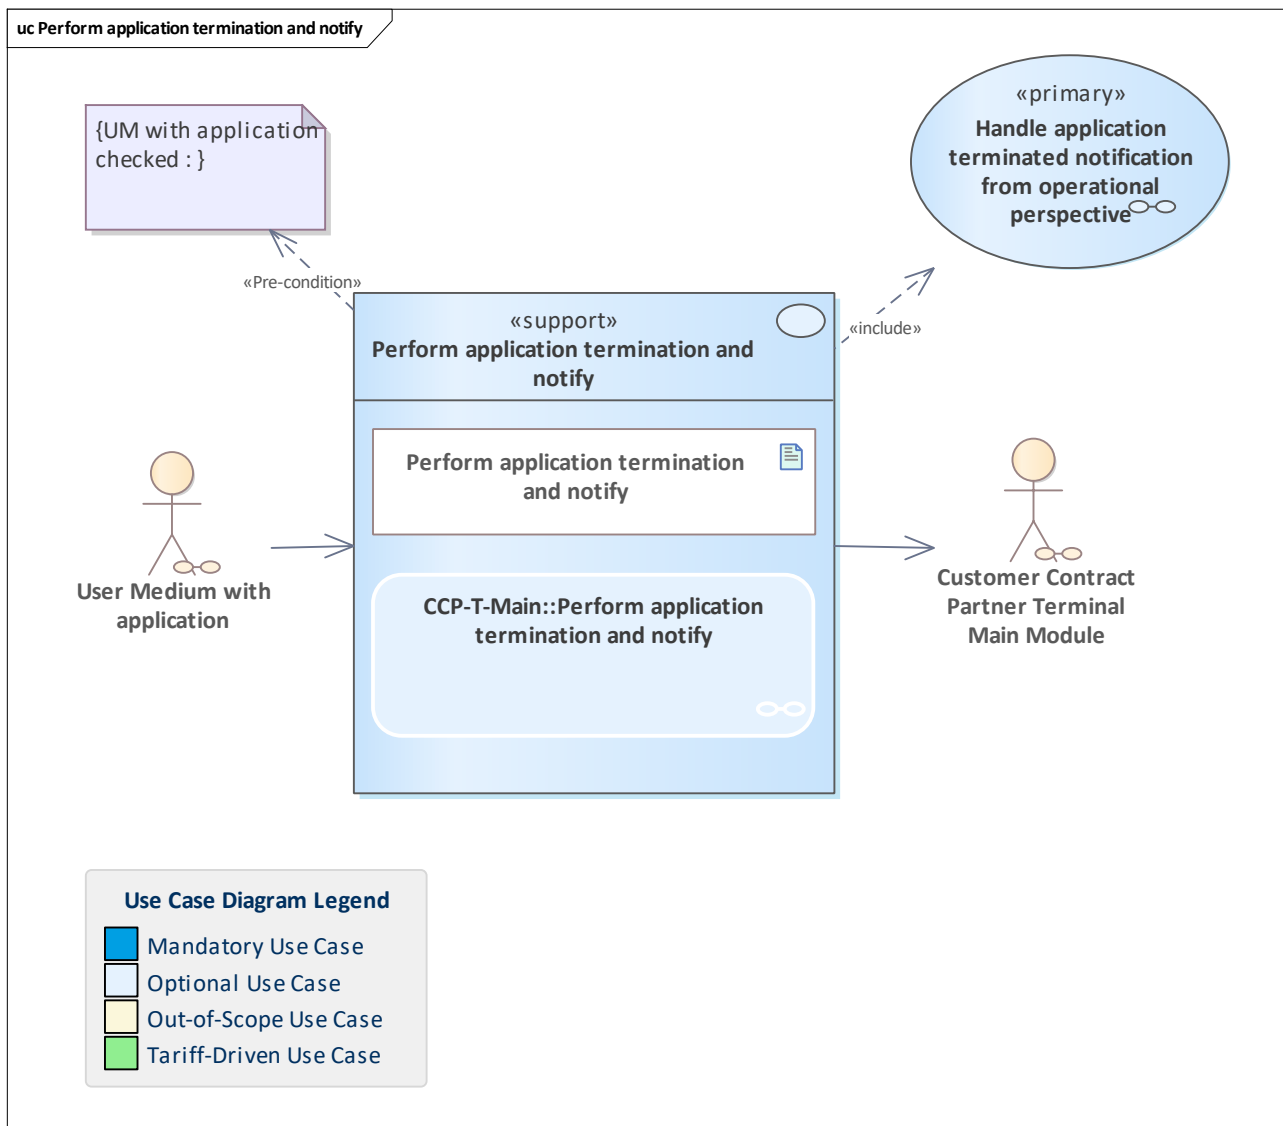 uc Perform application termination and notify
{UM with application
checked : }
«primary»
Handle application
terminated notification
from operational
perspective
«Pre-condition»
«include»
«support»
Perform application termination and
notify
Perform application termination
and notify
CCP-T-Main::Perform application
termination and notify
User Medium with
application
Customer Contract
Partner Terminal
Main Module
Use Case Diagram Legend
Mandatory Use Case
Optional Use Case
Out-of-Scope Use Case
Tariff-Driven Use Case